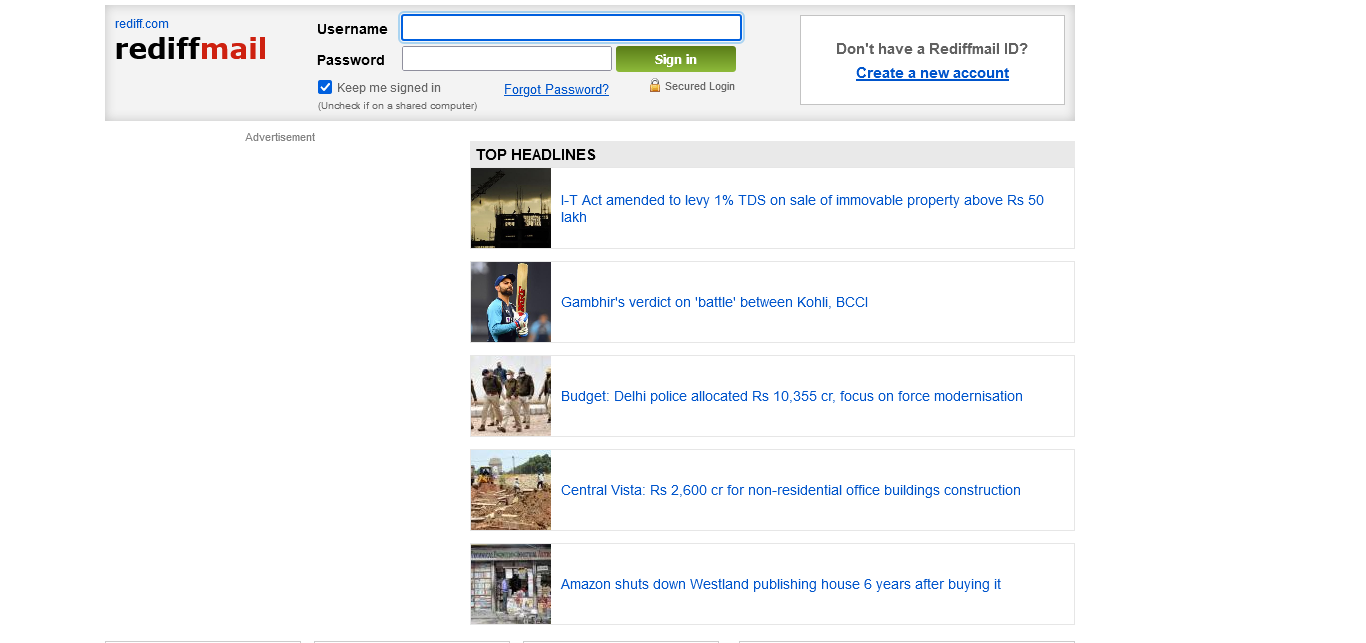 rediff.com
rediffmail
Username
Password
Sign in
Keep me signed in
(Uncheck if on a shared computer)
Forgot Password?
Secured Login
Don't have a Rediffmail ID?
Create a new account
Advertisement
TOP HEADLINES
I-T Act amended to levy 1% TDS on sale of immovable property above Rs 50
lakh
Gambhir's verdict on 'battle' between Kohli, BCCI
Budget: Delhi police allocated Rs 10,355 cr, focus on force modernisation
Central Vista: Rs 2,600 cr for non-residential office buildings construction
Amazon shuts down Westland publishing house 6 years after buying it